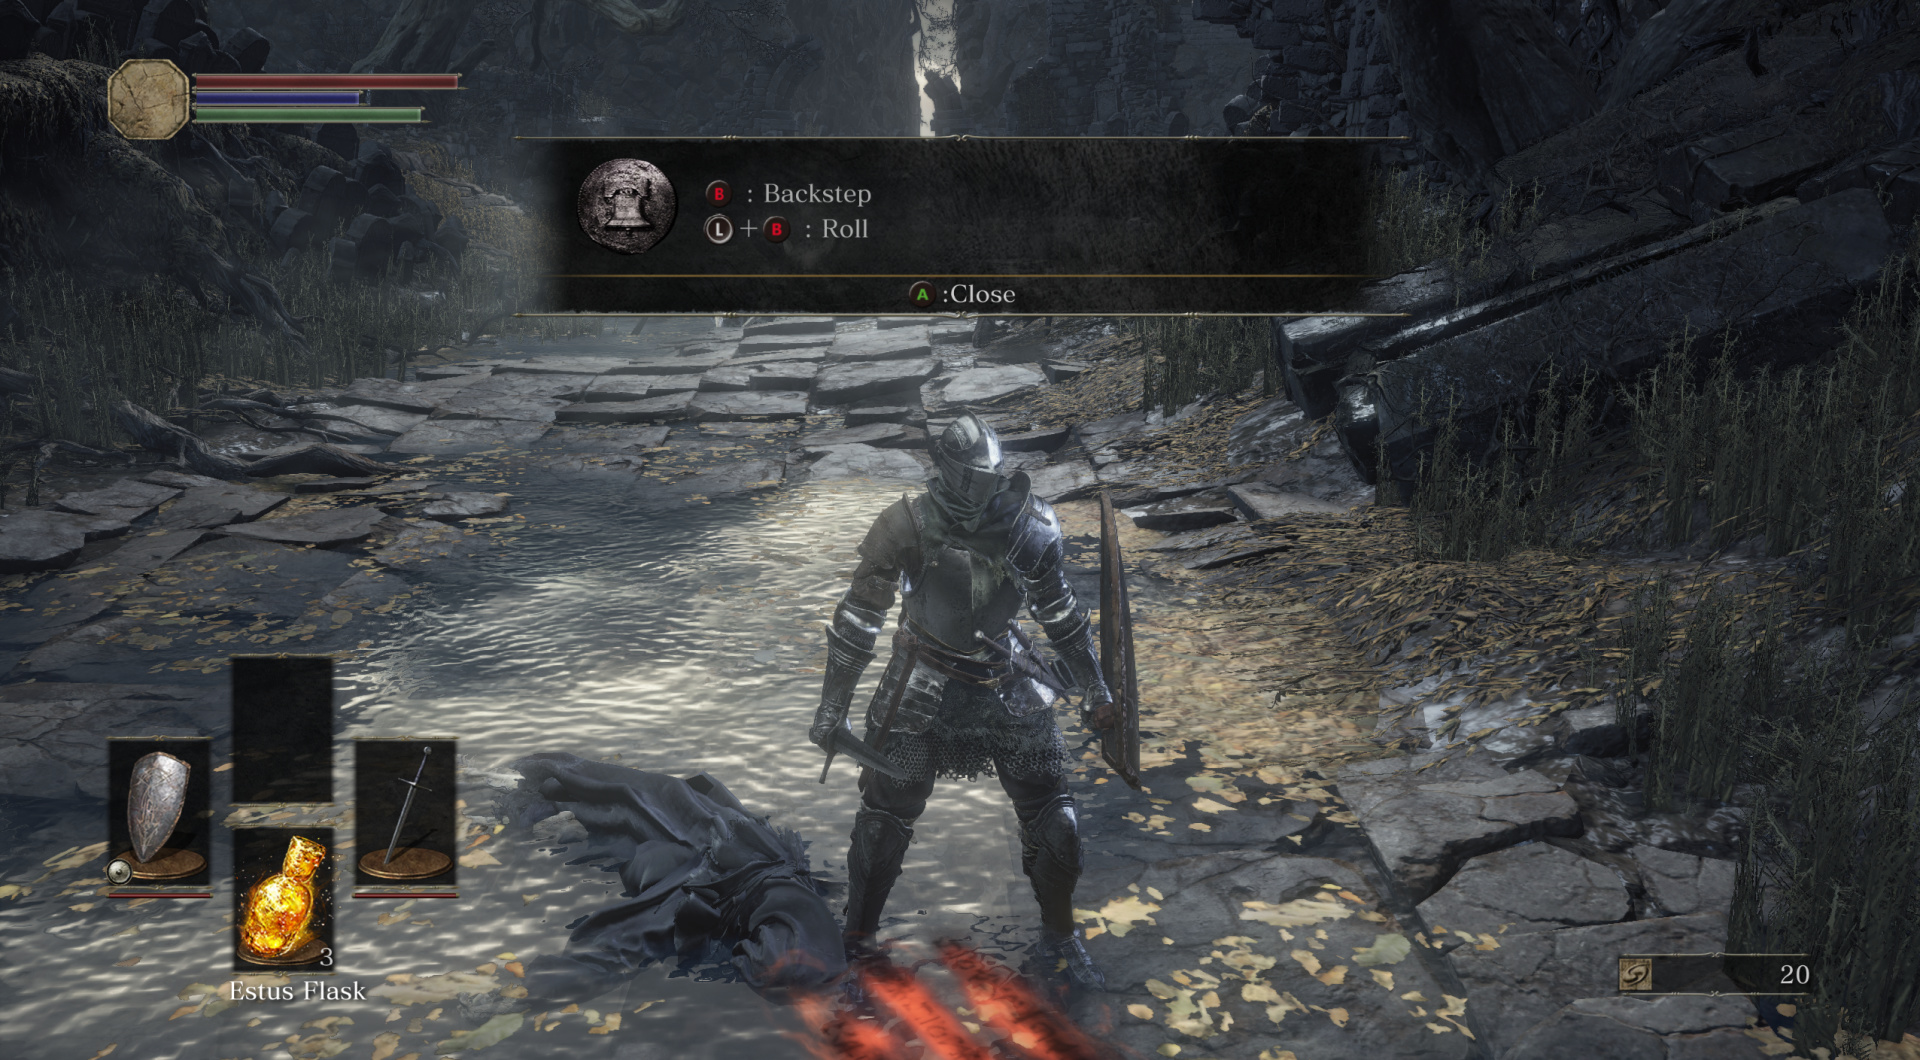 B : Backstep
L + B : Roll
A :Close
3
Estus Flask
20